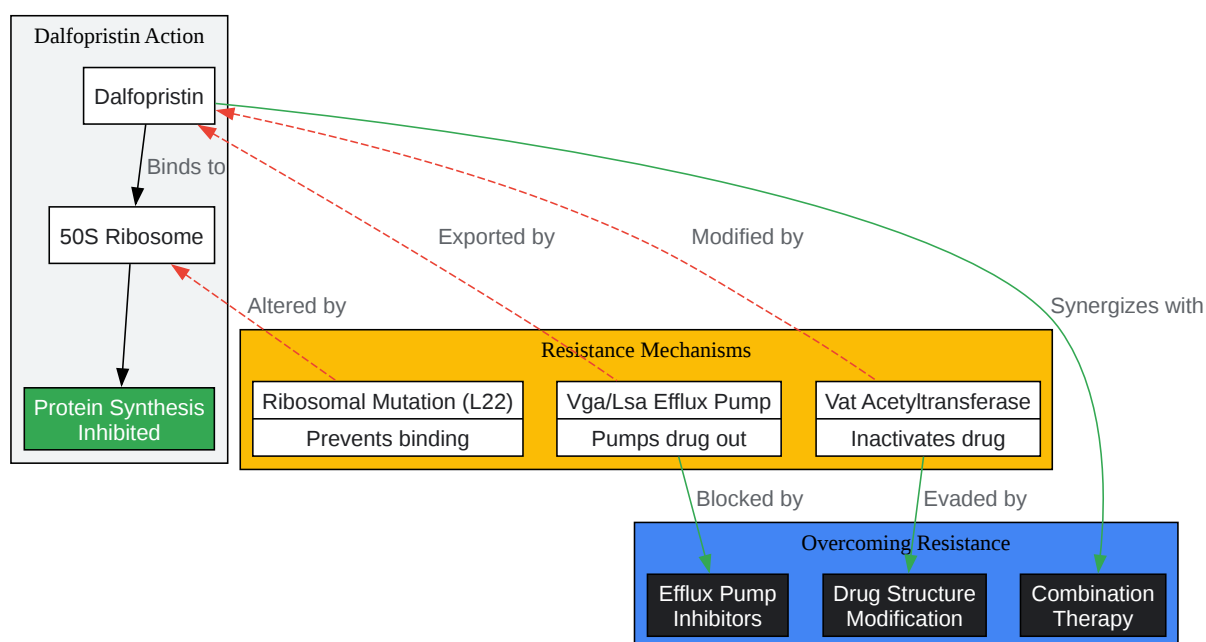 Dalfopristin Action
Dalfopristin
Binds to
50S Ribosome
Exported by
Modified by
Altered by
Synergizes with
Resistance Mechanisms
Protein Synthesis
Inhibited
Ribosomal Mutation (L22)
Prevents binding
Vga/Lsa Efflux Pump
Pumps drug out
Vat Acetyltransferase
Inactivates drug
Blocked by
Evaded by
Overcoming Resistance
Efflux Pump
Inhibitors
Drug Structure
Modification
Combination
Therapy